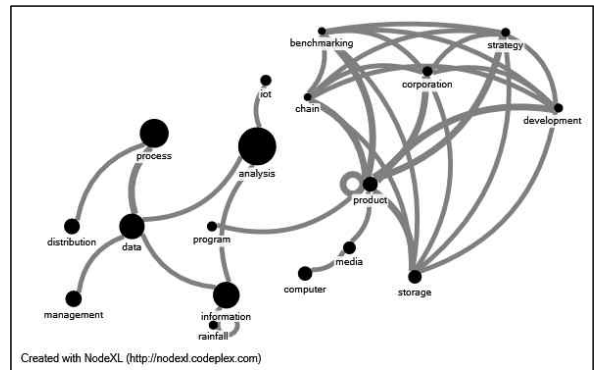 benchmarking
strategy
iot
corporation
chain
development
process
analysis
product
distribution
data
program
media
computer
storage
management
information
rainfall
Created with NodeXL (http://nodexl.codeplex.com)